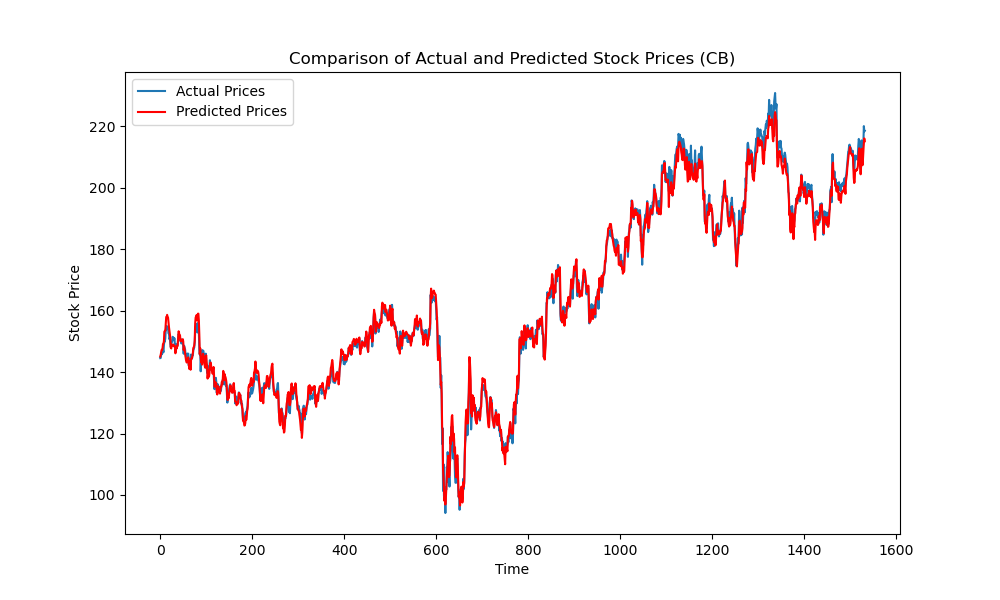 Comparison of Actual and Predicted Stock Prices (CB)
Actual Prices
Predicted Prices
Stock Price
220
200
180
160
140
120
100
0 200 400 600 800 1000 1200 1400 1600
Time